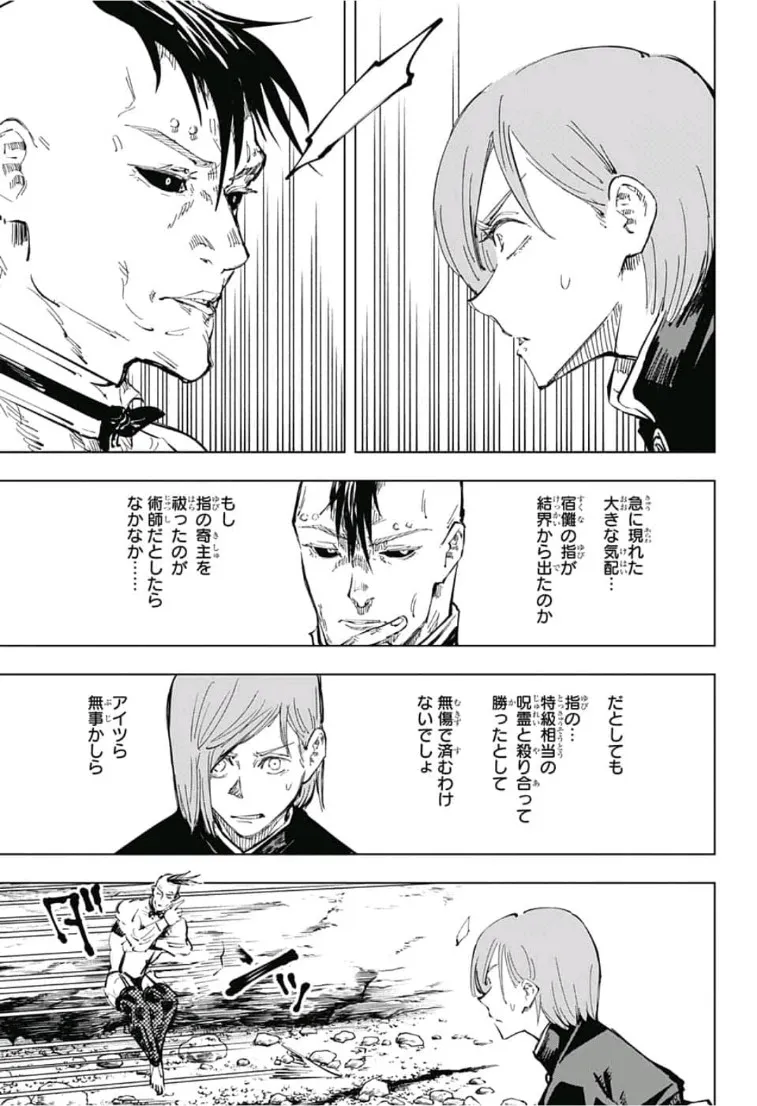 急に現れた
大きな気配…
宿儺の指が
結界から出たのか
もし
指の寄主を
祓ったのが
術師だとしたら
なかなか……
だとしても
指の…
特級相当の
呪霊と殺り合って
勝ったとして
無傷で済むわけ
ないでしょ
アイツら
無事かしら
ダッ